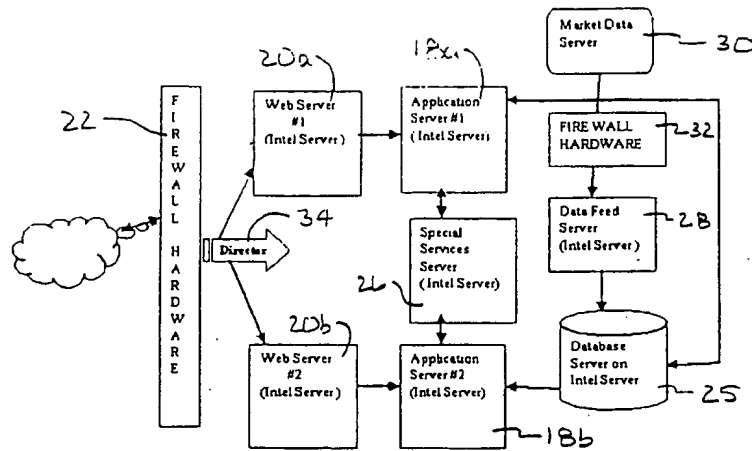 Market Data
Server
30
20a
18a
22
FIREWALL HARDWARE
Web Server
#1
(Intel Server)
Application
Server #1
(Intel Server)
FIRE WALL
HARDWARE
32
34
Director
Special
Services
Server
(Intel Server)
26
Data Feed
Server
(Intel Server)
28
20b
Web Server
#2
(Intel Server)
Application
Server #2
(Intel Server)
Database
Server on
Intel Server
25
18b